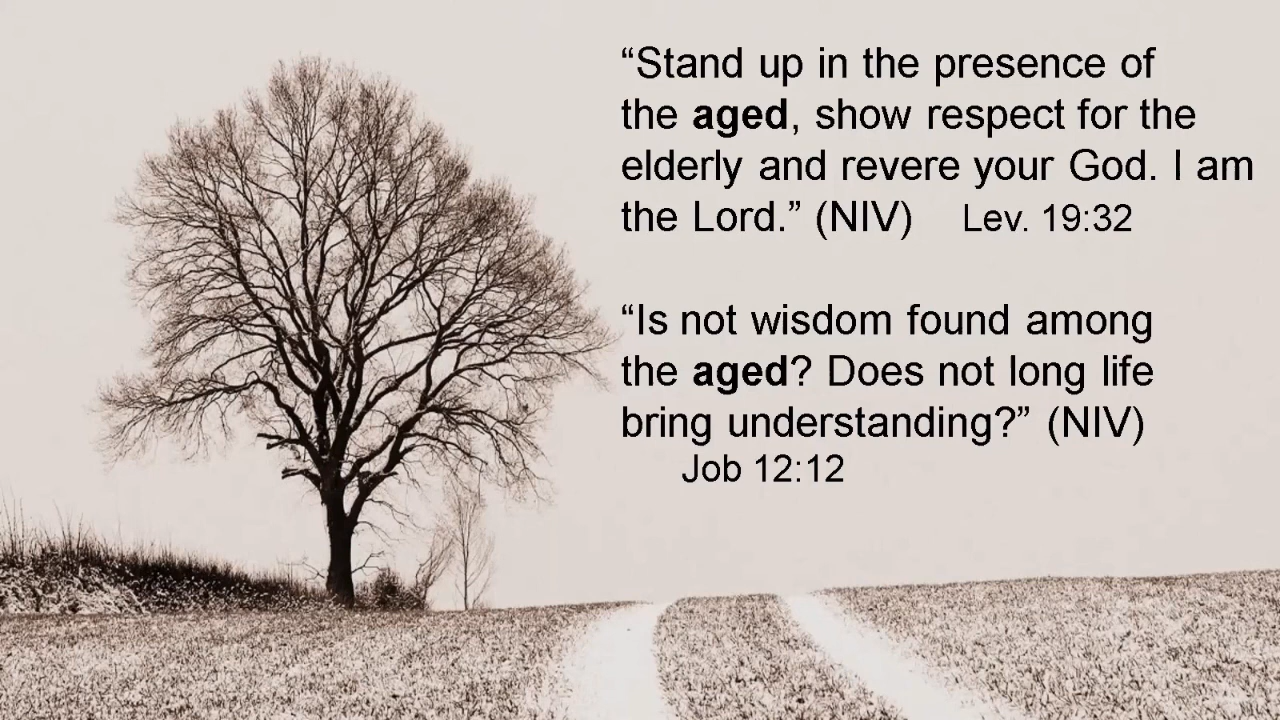 “Stand up in the presence of
the aged, show respect for the
elderly and revere your God. I am
the Lord.” (NIV) Lev. 19:32
“Is not wisdom found among
the aged? Does not long life
bring understanding?” (NIV)
Job 12:12